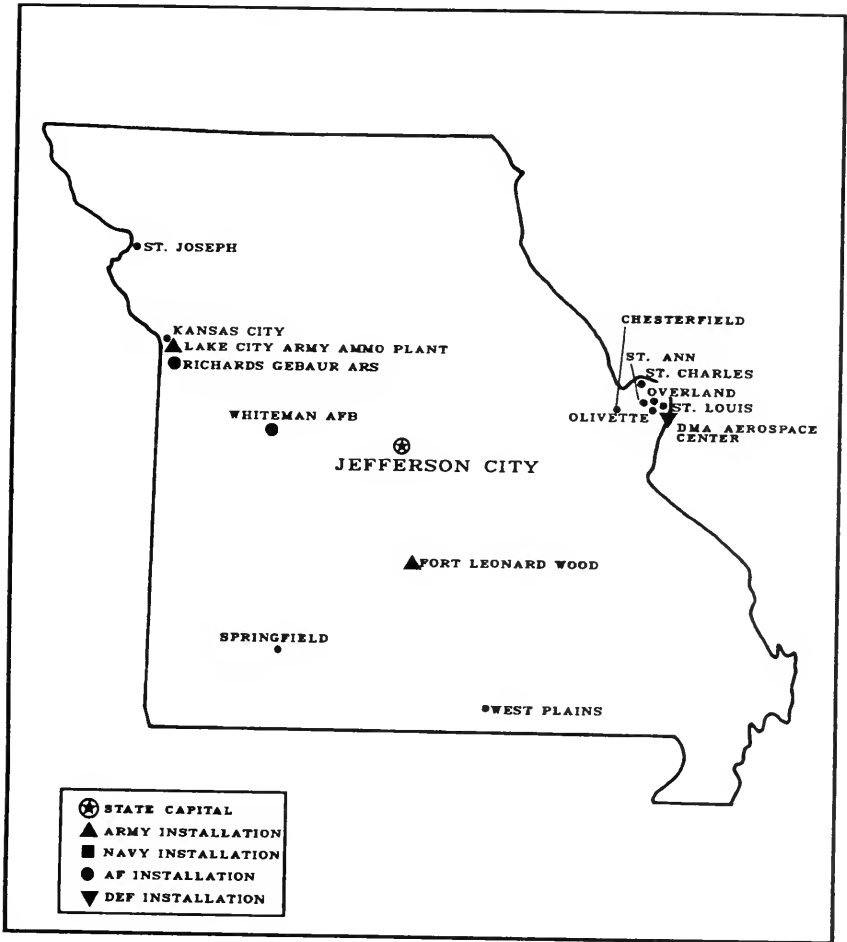 ST. JOSEPH
KANSAS CITY
LAKE CITY ARMY AMMO PLANT
RICHARDS GEBAUR ARS
WHITEMAN AFB
JEFFERSON CITY
CHESTERFIELD
ST. ANN
ST. CHARLES
OVERLAND
OLIVETTE
ST. LOUIS
DMA AEROSPACE
CENTER
FORT LEONARD WOOD
SPRINGFIELD
WEST PLAINS
STATE CAPITAL
ARMY INSTALLATION
NAVY INSTALLATION
AF INSTALLATION
DEF INSTALLATION